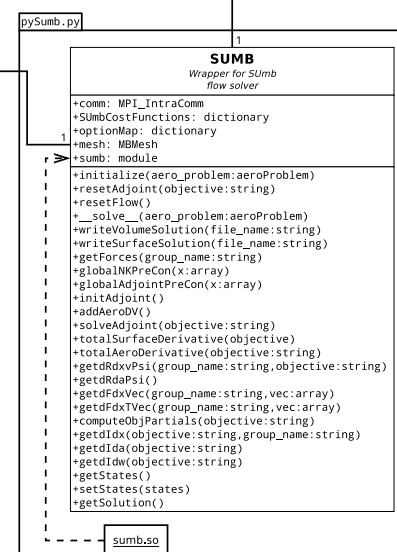 pySumb.py
1
SUMB
Wrapper for SUmb
flow solver
+comm: MPI_IntraComm
+SUmbCostFunctions: dictionary
+optionMap: dictionary
1
+mesh: MBMesh
+sumb: module
+initialize(aero_problem:aeroProblem)
+resetAdjoint(objective:string)
+resetFlow()
+__solve__(aero_problem:aeroProblem)
+writeVolumeSolution(file_name:string)
+writeSurfaceSolution(file_name:string)
+getForces(group_name:string)
+globalNKPreCon(x:array)
+globalAdjointPreCon(x:array)
+initAdjoint()
+addAeroDV()
+solveAdjoint(objective:string)
+totalSurfaceDerivative(objective)
+totalAeroDerivative(objective:string)
+getdRdxvPsi(group_name:string,objective:string)
+getdRdaPsi()
+getdFdxVec(group_name:string,vec:array)
+getdFdxTVec(group_name:string,vec:array)
+computeObjPartials(objective:string)
+getdIdx(objective:string,group_name:string)
+getdIda(objective:string)
+getdIdw(objective:string)
+getStates()
+setStates(states)
+getSolution()
sumb.so